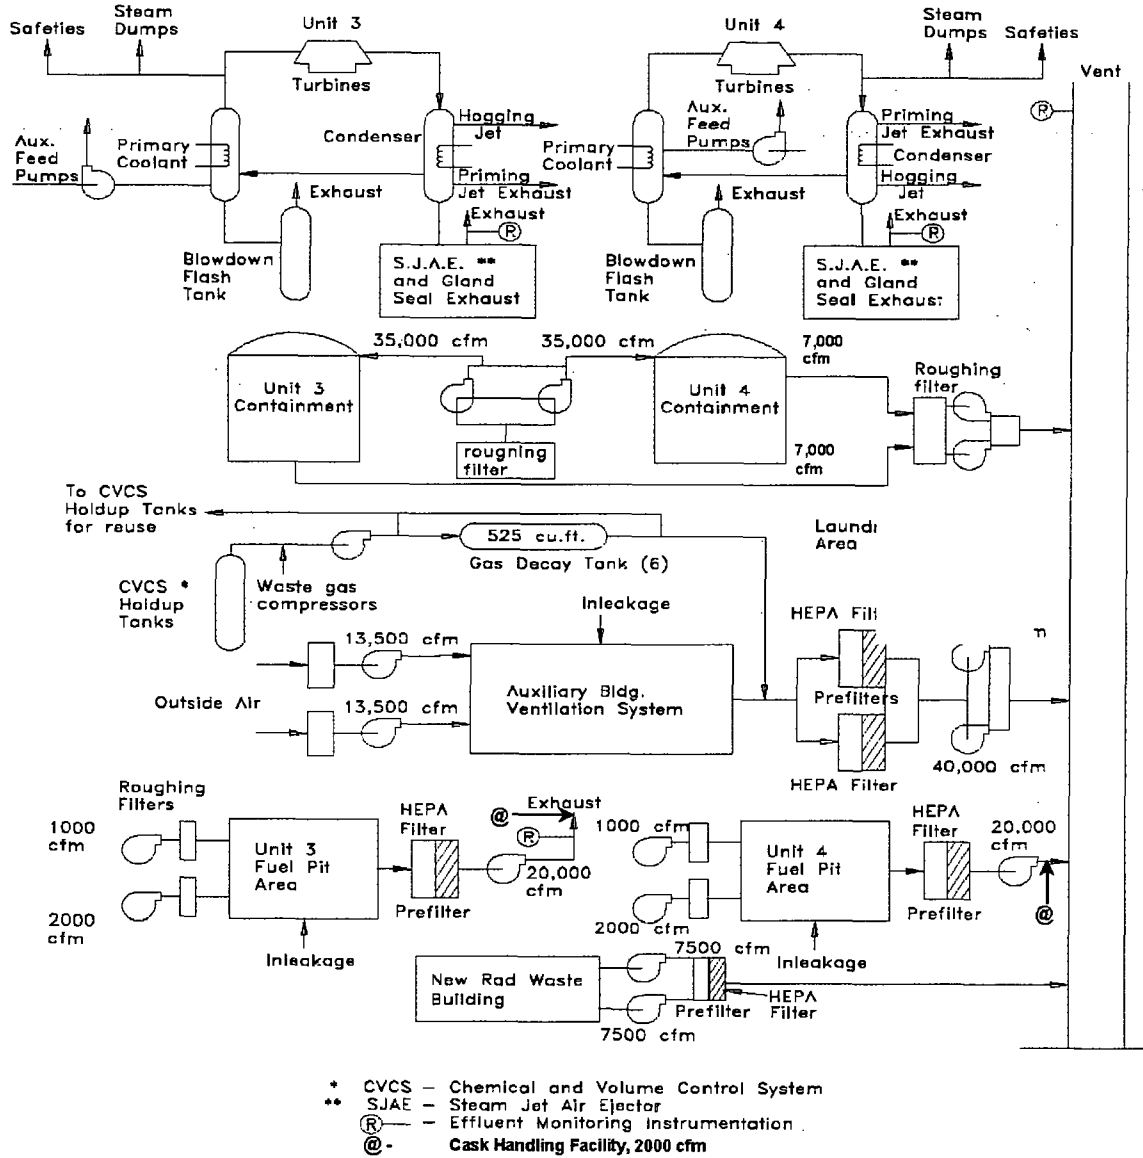 Steam
Dumps
Safeties
Unit 3
Turbines
Unit 4
Turbines
Steam
Dumps
Safeties
Vent
R
Aux.
Feed
Pumps
Primary
Coolant
Condenser
Hogging
Jet
Priming
Jet Exhaust
Exhaust
Exhaust
R
Blowdown
Flash
Tank
S.J.A.E. **
and Gland
Seal Exhaust
Primary
Coolant
Aux.
Feed
Pumps
Priming
Jet Exhaust
Condenser
Hogging
Jet
Exhaust
Exhaust
R
Blowdown
Flash
Tank
S.J.A.E. **
and Gland
Seal Exhaust
35,000 cfm
35,000 cfm
7,000
cfm
Unit 3
Containment
Unit 4
Containment
Roughing
filter
rougning
filter
7,000
cfm
To CVCS
Holdup Tanks
for reuse
525 cu.ft.
Gas Decay Tank (6)
Laundr
Area
CVCS *
Holdup
Tanks
Waste gas
compressors
Inleakage
HEPA Filt
n
13,500 cfm
Outside Air
13,500 cfm
Auxiliary Bldg.
Ventilation System
Prefilters
HEPA Filter
40,000 cfm
Roughing
Filters
1000
cfm
2000
cfm
Unit 3
Fuel Pit
Area
Inleakage
HEPA
Filter
Prefilter
@
Exhaust
R
20,000
cfm
1000 cfm
2000 cfm
Unit 4
Fuel Pit
Area
Inleakage
HEPA
Filter
Prefilter
20,000
cfm
@
New Rad Waste
Building
7500 cfm
7500 cfm
Prefilter
HEPA
Filter
* CVCS – Chemical and Volume Control System
** SJAE – Steam Jet Air Ejector
R – Effluent Monitoring Instrumentation
@ - Cask Handling Facility, 2000 cfm